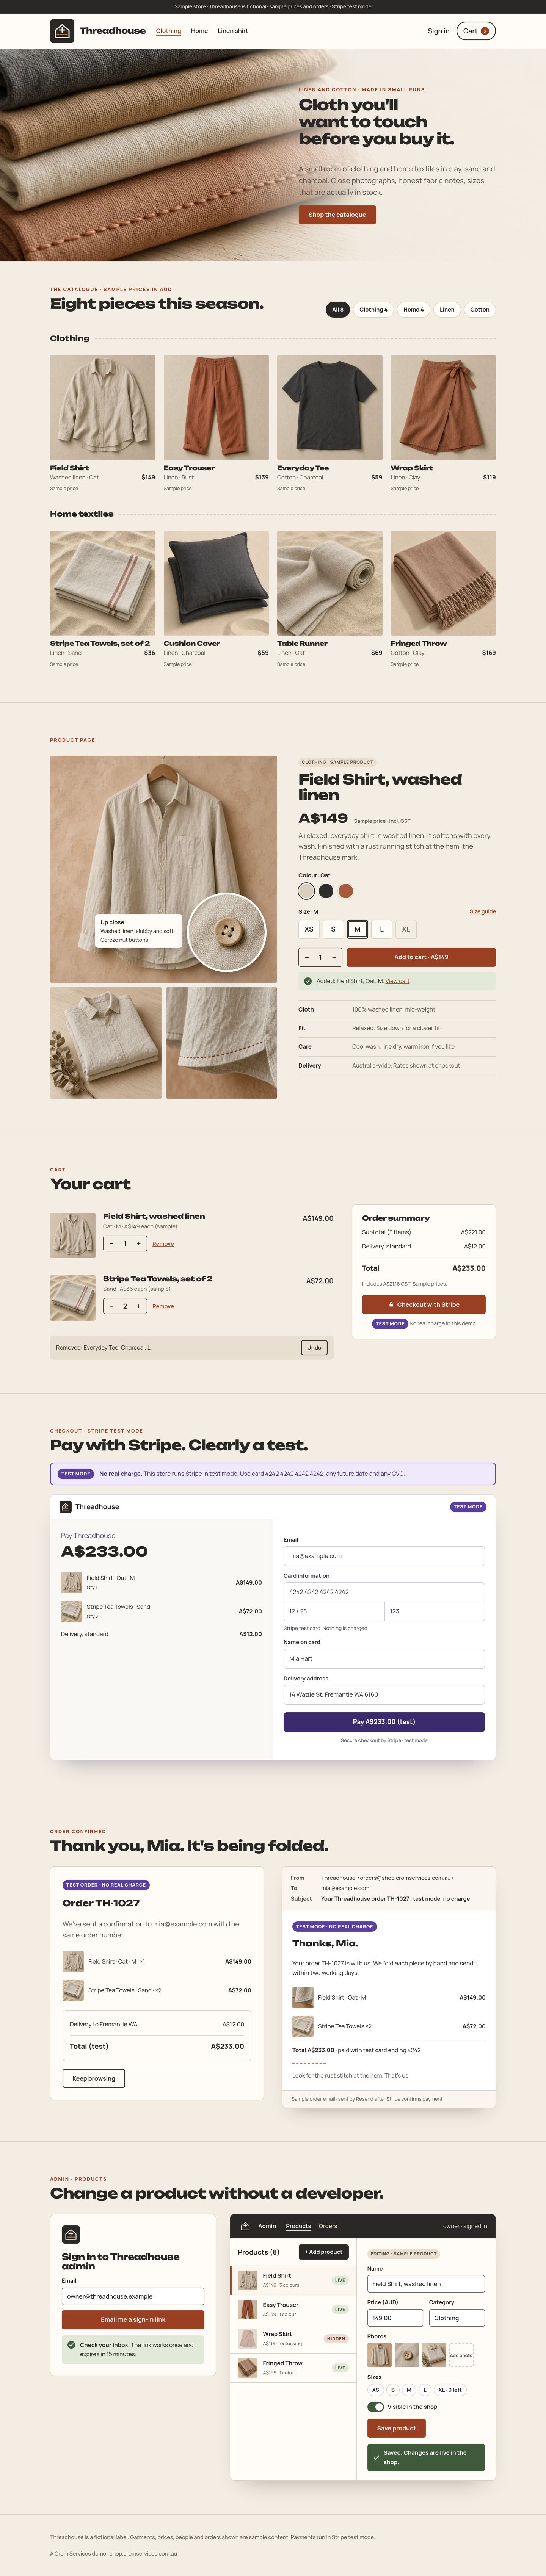 Sample store · Threadhouse is fictional · sample prices and orders · Stripe test mode
Threadhouse
Clothing
Home
Linen shirt
Sign in
Cart 2
LINEN AND COTTON · MADE IN SMALL RUNS
Cloth you'll
want to touch
before you buy it.
A small room of clothing and home textiles in clay, sand and
charcoal. Close photographs, honest fabric notes, sizes
that are actually in stock.
Shop the catalogue
THE CATALOGUE · SAMPLE PRICES IN AUD
Eight pieces this season.
All 8
Clothing 4
Home 4
Linen
Cotton
Clothing
Field Shirt
Washed linen · Oat $149
Sample price
Easy Trouser
Linen · Rust $139
Sample price
Everyday Tee
Cotton · Charcoal $59
Sample price
Wrap Skirt
Linen · Clay $119
Sample price
Home textiles
Stripe Tea Towels, set of 2
Linen · Sand $36
Sample price
Cushion Cover
Linen · Charcoal $59
Sample price
Table Runner
Linen · Oat $69
Sample price
Fringed Throw
Cotton · Clay $169
Sample price
PRODUCT PAGE
Up close
Washed linen, stubby and soft.
Corozo nut buttons.
CLOTHING · SAMPLE PRODUCT
Field Shirt, washed
linen
A$149 Sample price · incl. GST
A relaxed, everyday shirt in washed linen. It softens with every
wash. Finished with a rust running stitch at the hem, the
Threadhouse mark.
Colour: Oat
Size: M
Size guide
XS
S
M
L
XL
− 1 +
Add to cart · A$149
Added: Field Shirt, Oat, M. View cart
Cloth 100% washed linen, mid-weight
Fit Relaxed. Size down for a closer fit.
Care Cool wash, line dry, warm iron if you like
Delivery Australia-wide. Rates shown at checkout.
CART
Your cart
Field Shirt, washed linen A$149.00
Oat · M · A$149 each (sample)
− 1 + Remove
Stripe Tea Towels, set of 2 A$72.00
Sand · A$36 each (sample)
− 2 + Remove
Removed: Everyday Tee, Charcoal, L. Undo
Order summary
Subtotal (3 items) A$221.00
Delivery, standard A$12.00
Total A$233.00
Includes A$21.18 GST. Sample prices.
Checkout with Stripe
TEST MODE No real charge in this demo
CHECKOUT · STRIPE TEST MODE
Pay with Stripe. Clearly a test.
TEST MODE No real charge. This store runs Stripe in test mode. Use card 4242 4242 4242 4242, any future date and any CVC.
Threadhouse
TEST MODE
Pay Threadhouse
A$233.00
Field Shirt · Oat · M A$149.00
Qty 1
Stripe Tea Towels · Sand A$72.00
Qty 2
Delivery, standard A$12.00
Email
mia@example.com
Card information
4242 4242 4242 4242
12 / 28
123
Stripe test card. Nothing is charged.
Name on card
Mia Hart
Delivery address
14 Wattle St, Fremantle WA 6160
Pay A$233.00 (test)
Secure checkout by Stripe · test mode
ORDER CONFIRMED
Thank you, Mia. It's being folded.
TEST ORDER · NO REAL CHARGE
Order TH-1027
We've sent a confirmation to mia@example.com with the
same order number.
Field Shirt · Oat · M · ×1 A$149.00
Stripe Tea Towels · Sand · ×2 A$72.00
Delivery to Fremantle WA A$12.00
Total (test) A$233.00
Keep browsing
From Threadhouse <orders@shop.cromservices.com.au>
To mia@example.com
Subject Your Threadhouse order TH-1027 · test mode, no charge
TEST MODE · NO REAL CHARGE
Thanks, Mia.
Your order TH-1027 is with us. We fold each piece by hand and send it
within two working days.
Field Shirt · Oat · M A$149.00
Stripe Tea Towels ×2 A$72.00
Total A$233.00 · paid with test card ending 4242
Look for the rust stitch at the hem. That's us.
Sample order email · sent by Resend after Stripe confirms payment
ADMIN · PRODUCTS
Change a product without a developer.
Sign in to Threadhouse
admin
Email
owner@threadhouse.example
Email me a sign-in link
Check your inbox. The link works once and
expires in 15 minutes.
Admin
Products
Orders
owner · signed in
Products (8)
+ Add product
Field Shirt
A$149 · 3 colours
LIVE
Easy Trouser
A$139 · 1 colour
LIVE
Wrap Skirt
A$119 · restocking
HIDDEN
Fringed Throw
A$169 · 1 colour
LIVE
EDITING · SAMPLE PRODUCT
Name
Field Shirt, washed linen
Price (AUD)
149.00
Category
Clothing
Photos
Add photo
Sizes
XS
S
M
L
XL · 0 left
Visible in the shop
Save product
Saved. Changes are live in the
shop.
Threadhouse is a fictional label. Garments, prices, people and orders shown are sample content. Payments run in Stripe test mode.
A Crom Services demo · shop.cromservices.com.au